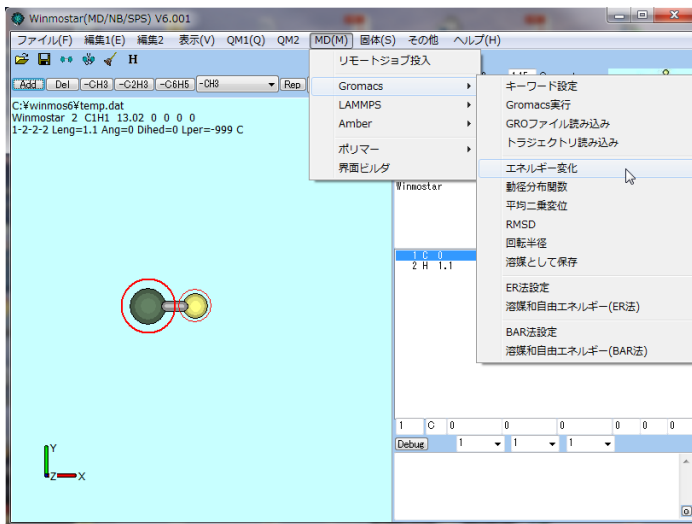 Winmostar(MD/NB/SPS) V6.001
ファイル(F) 編集1(E) 編集2 表示(V) QM1(Q) QM2 MD(M) 固体(S) その他 ヘルプ(H)
H
Add Del -CH3 -C2H3 -C6H5 -CH3 Rep
C:¥winmos6¥temp.dat
Winmostar 2 C1H1 13.02 0 0 0 0
1-2-2-2 Leng=1.1 Ang=0 Dihed=0 Lper=-999 C
リモートジョブ投入
Gromacs
LAMMPS
Amber
ポリマー
界面ビルダ
キーワード設定
Gromacs実行
GROファイル読み込み
トラジェクトリ読み込み
エネルギー変化
動径分布関数
平均二乗変位
RMSD
回転半径
溶媒として保存
ER法設定
溶媒和自由エネルギー(ER法)
BAR法設定
溶媒和自由エネルギー(BAR法)
Winmostar
1 C 0
2 H 1.1
1 C 0 0 0 0 0 0
Debug 1 1 1
Y
Z X